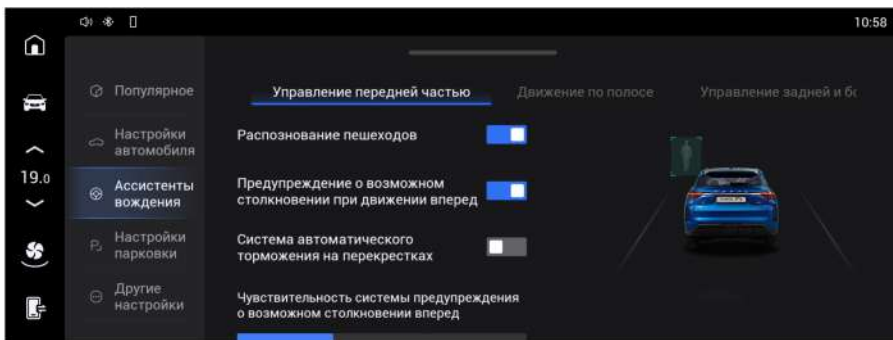 10:58
Популярное
Настройки
автомобиля
Ассистенты
вождения
Настройки
парковки
Другие
настройки
19.0
Управление передней частью
Движение по полосе
Управление задней и бо
Распознование пешеходов
Предупреждение о возможном
столкновении при движении вперед
Система автоматического
торможения на перекрестках
Чувствительность системы предупреждения
о возможном столкновении вперед